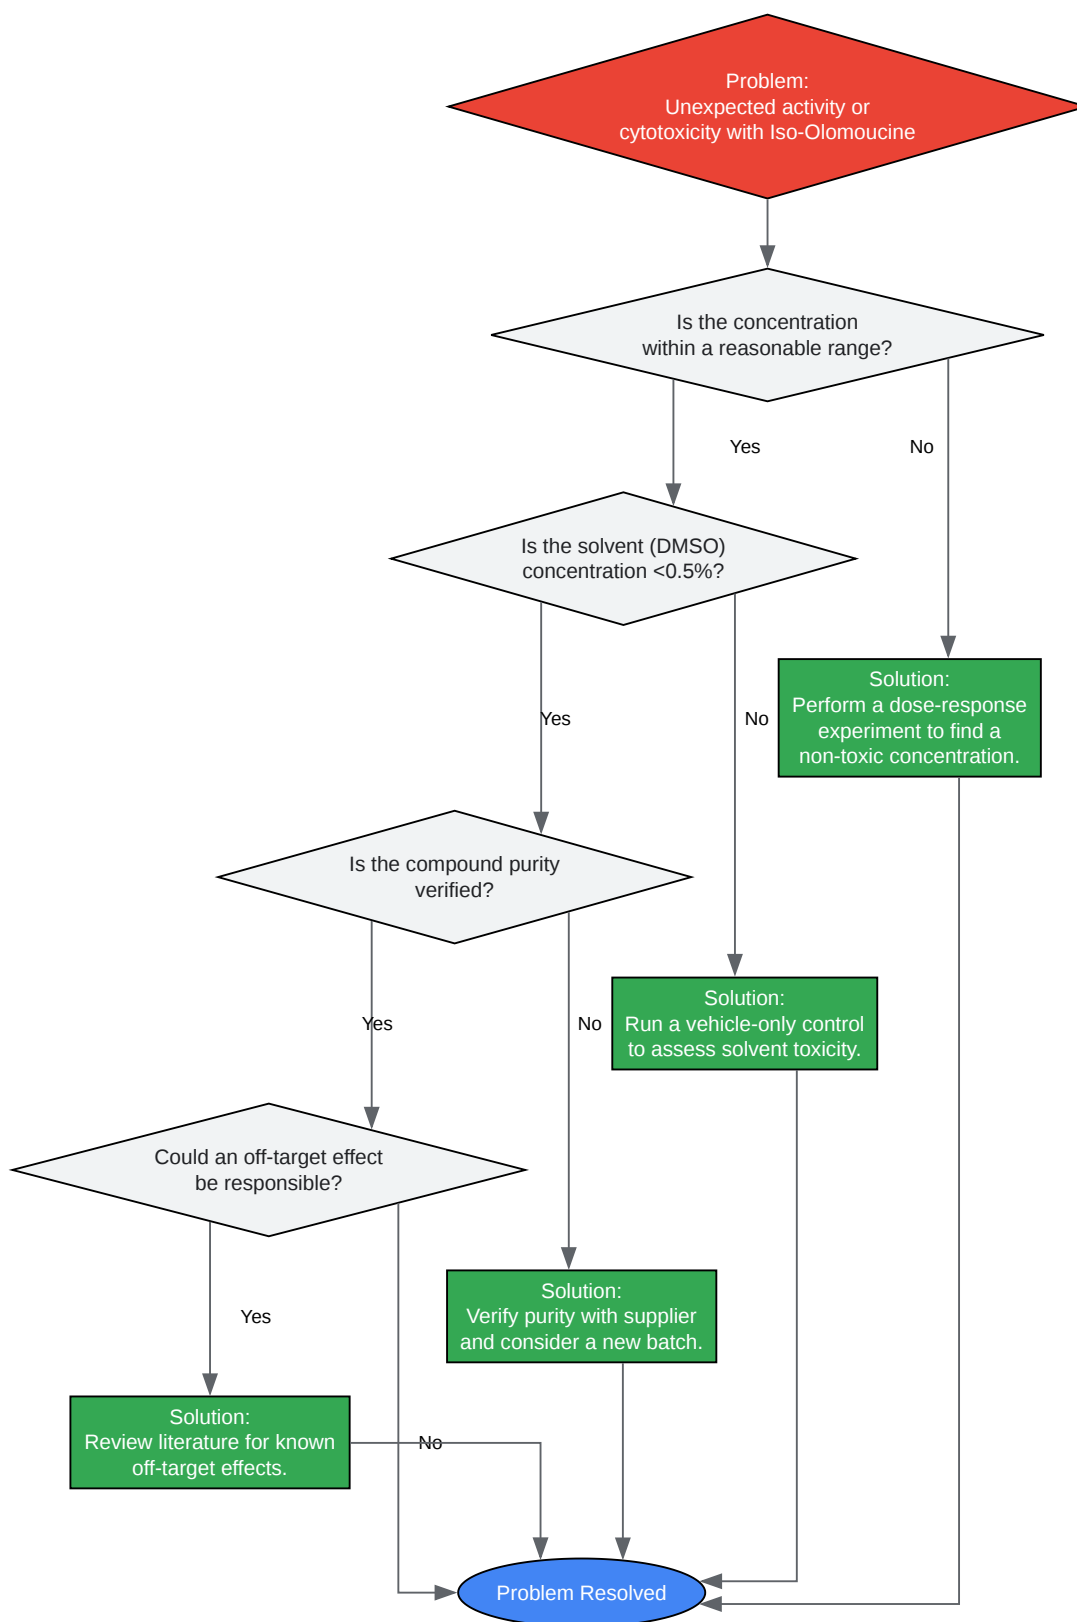 Problem:
Unexpected activity or
cytotoxicity with Iso-Olomoucine
Is the concentration
within a reasonable range?
Yes
No
Is the solvent (DMSO)
concentration <0.5%?
Yes
No
Solution:
Perform a dose-response
experiment to find a
non-toxic concentration.
Is the compound purity
verified?
Yes
No
Solution:
Run a vehicle-only control
to assess solvent toxicity.
Could an off-target effect
be responsible?
Yes
No
Solution:
Verify purity with supplier
and consider a new batch.
Solution:
Review literature for known
off-target effects.
Problem Resolved